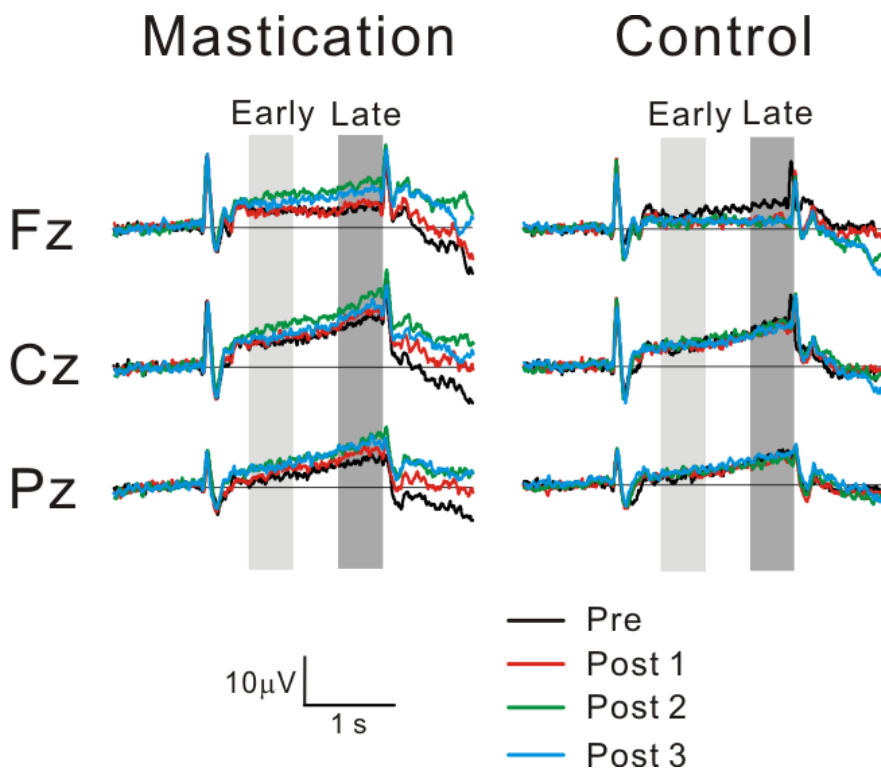 Mastication Control
Early Late Early Late
Fz
Cz
Pz
Pre
Post 1
Post 2
Post 3
10μV
1 s